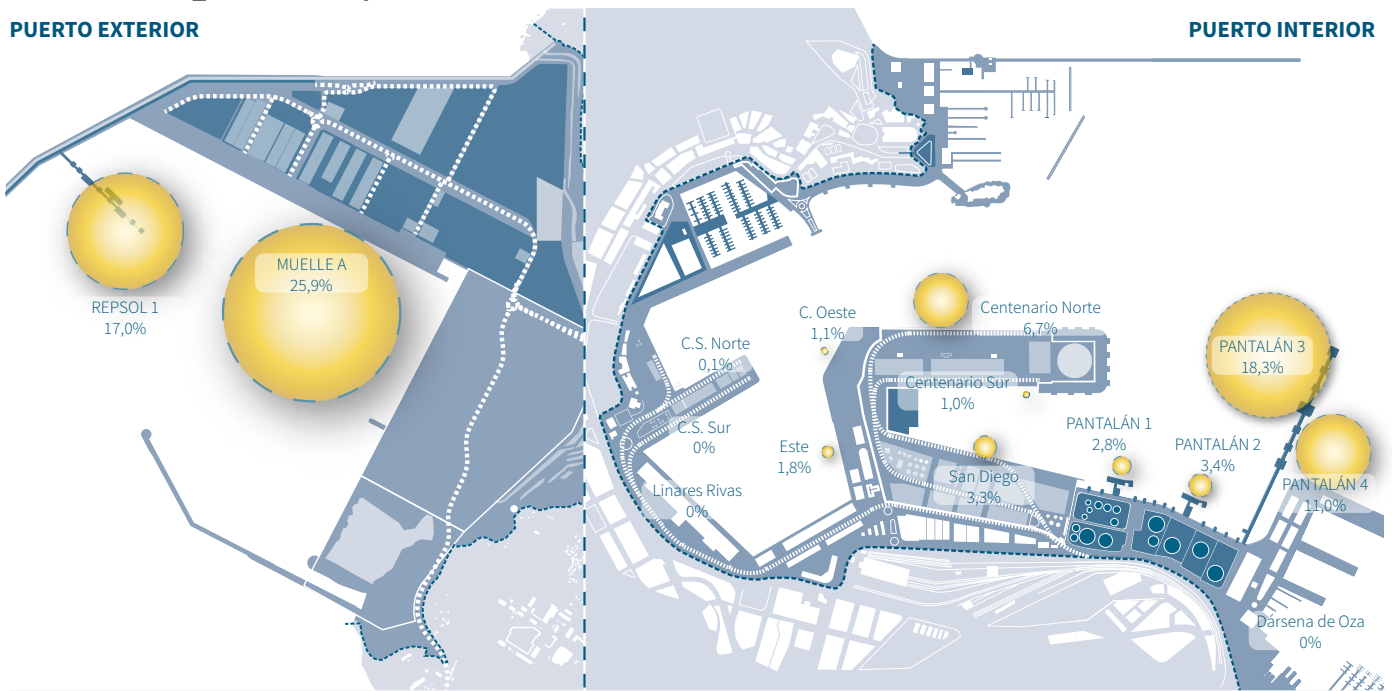 PUERTO EXTERIOR
PUERTO INTERIOR
REPSOL 1
17,0%
MUELLE A
25,9%
C.S. Norte
0,1%
C.S. Sur
0%
Linares Rivas
0%
C. Oeste
1,1%
Este
1,8%
Centenario Norte
6,7%
Centenario Sur
1,0%
San Diego
3,3%
PANTALÁN 1
2,8%
PANTALÁN 2
3,4%
PANTALÁN 3
18,3%
PANTALÁN 4
11,0%
Dársena de Oza
0%